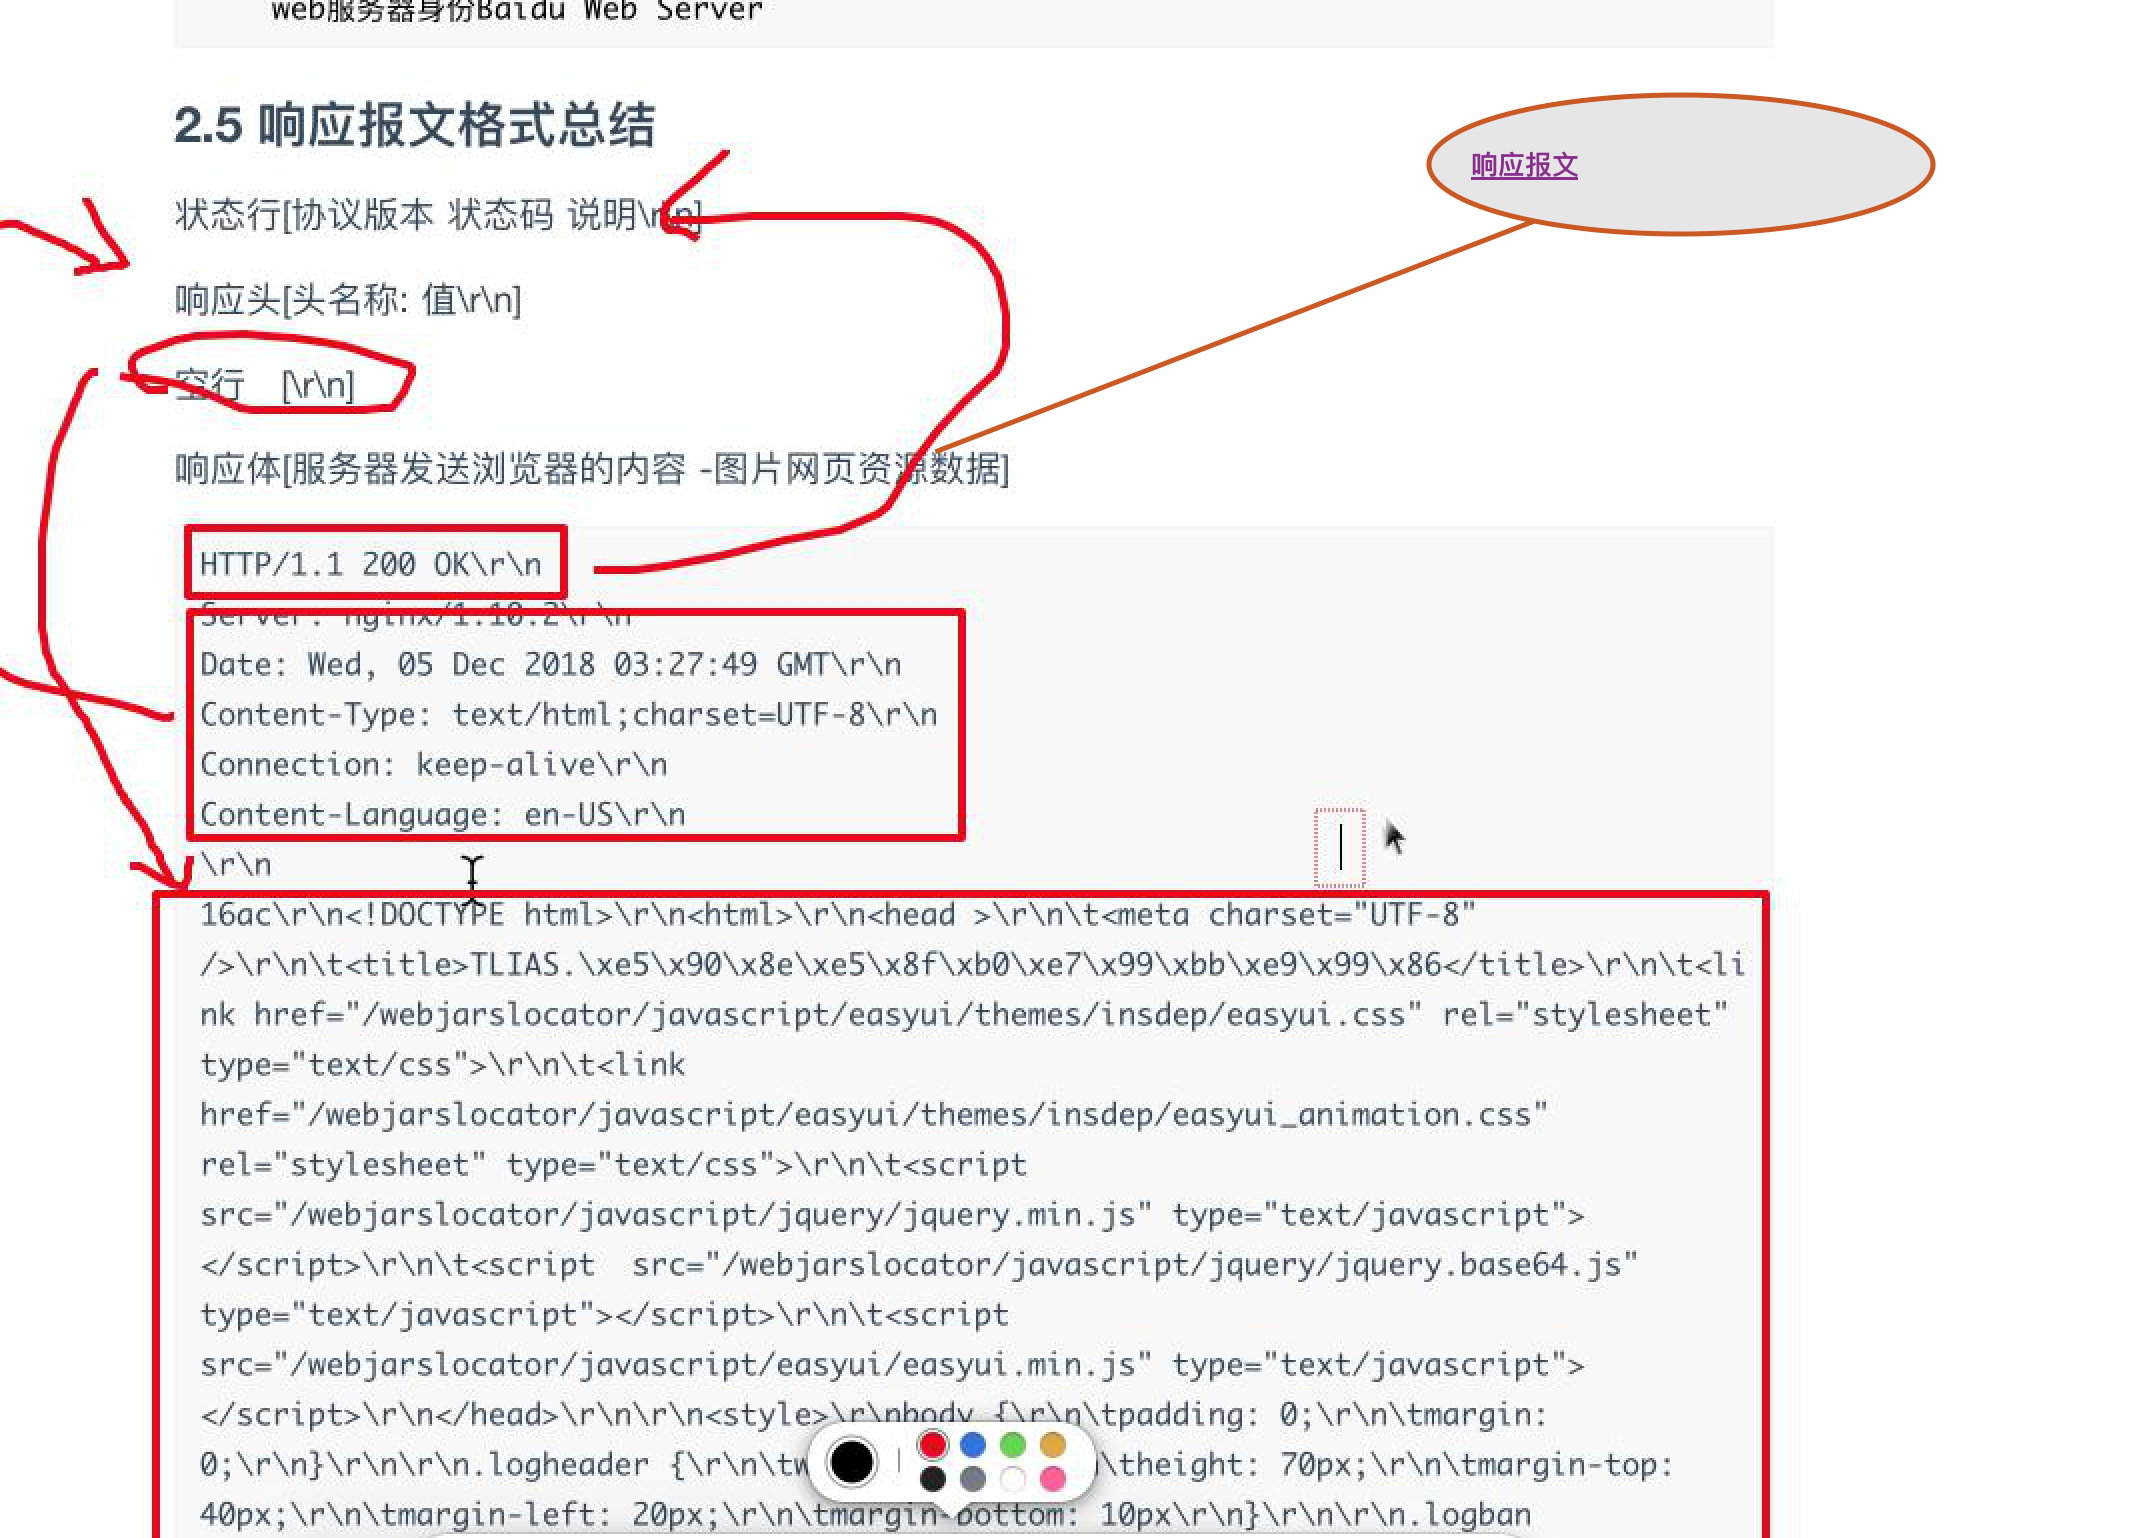 web服务器身份Baidu Web Server
2.5 响应报文格式总结
响应报文
状态行[协议版本 状态码 说明\r\n]
响应头[头名称: 值\r\n]
空行 [\r\n]
响应体[服务器发送浏览器的内容 -图片网页资源数据]
HTTP/1.1 200 OK\r\n
Server: nginx/1.10.2\r\n
Date: Wed, 05 Dec 2018 03:27:49 GMT\r\n
Content-Type: text/html;charset=UTF-8\r\n
Connection: keep-alive\r\n
Content-Language: en-US\r\n
\r\n
16ac\r\n<!DOCTYPE html>\r\n<html>\r\n<head >\r\n\t<meta charset="UTF-8"
/>\r\n\t<title>TLIAS.\xe5\x90\x8e\xe5\x8f\xb0\xe7\x99\xbb\xe9\x99\x86</title>\r\n\t<li
nk href="/webjarslocator/javascript/easyui/themes/insdep/easyui.css" rel="stylesheet"
type="text/css">\r\n\t<link
href="/webjarslocator/javascript/easyui/themes/insdep/easyui_animation.css"
rel="stylesheet" type="text/css">\r\n\t<script
src="/webjarslocator/javascript/jquery/jquery.min.js" type="text/javascript">
</script>\r\n\t<script  src="/webjarslocator/javascript/jquery/jquery.base64.js"
type="text/javascript"></script>\r\n\t<script
src="/webjarslocator/javascript/easyui/easyui.min.js" type="text/javascript">
</script>\r\n</head>\r\n\r\n<style>\r\nbody {\r\n\tpadding: 0;\r\n\tmargin:
0;\r\n}\r\n\r\n.logheader {\r\n\t \theight: 70px;\r\n\tmargin-top:
40px;\r\n\tmargin-left: 20px;\r\n\tmargin-bottom: 10px\r\n}\r\n\r\n.logban